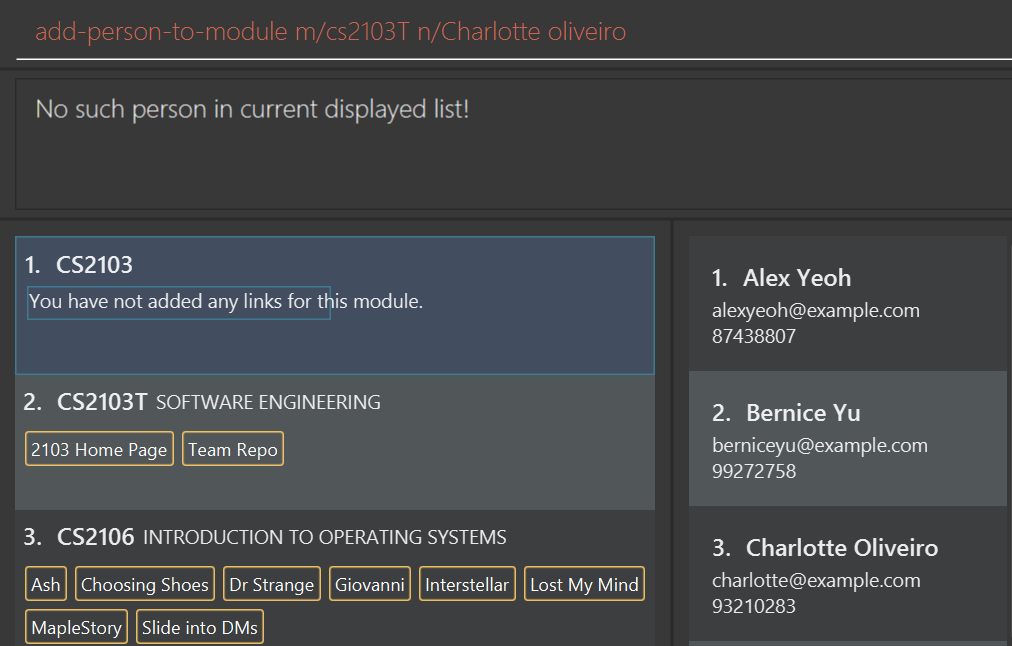 add-person-to-module m/cs2103T n/Charlotte oliveiro
No such person in current displayed list!
1. CS2103
You have not added any links for this module.
2. CS2103T SOFTWARE ENGINEERING
2103 Home Page Team Repo
3. CS2106 INTRODUCTION TO OPERATING SYSTEMS
Ash Choosing Shoes Dr Strange Giovanni Interstellar Lost My Mind
MapleStory Slide into DMs
1. Alex Yeoh
alexyeoh@example.com
87438807
2. Bernice Yu
berniceyu@example.com
99272758
3. Charlotte Oliveiro
charlotte@example.com
93210283